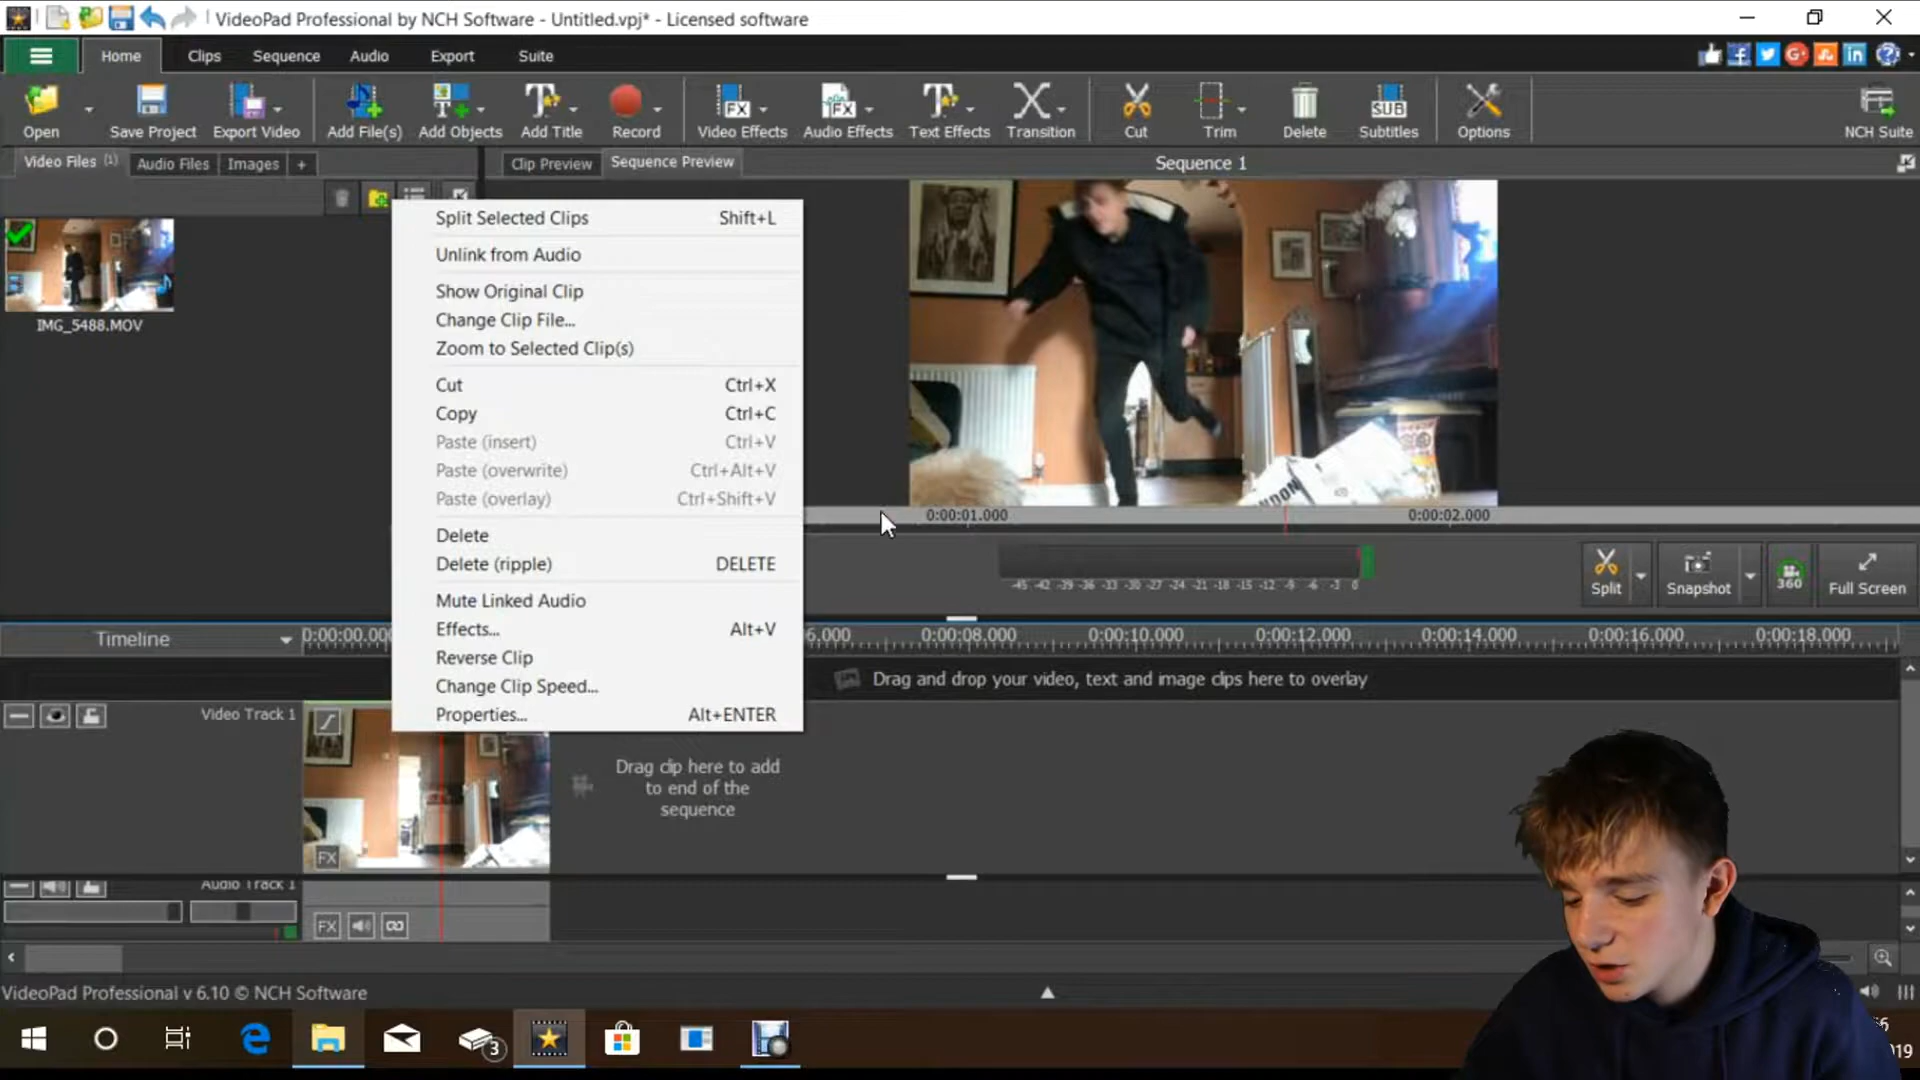 VideoPad Professional by NCH Software - Untitled.vpj* - Licensed software
Home Clips Sequence Audio Export Suite
Open Save Project Export Video Add File(s) Add Objects Add Title Record Video Effects Audio Effects Text Effects Transition Cut Trim Delete Subtitles Options NCH Suite
FX FX SUB
Video Files (1) Audio Files Images + Clip Preview Sequence Preview Sequence 1
IMG_5488.MOV
Split Selected Clips Shift+L
Unlink from Audio
Show Original Clip
Change Clip File...
Zoom to Selected Clip(s)
Cut Ctrl+X
Copy Ctrl+C
Paste (insert) Ctrl+V
Paste (overwrite) Ctrl+Alt+V
Paste (overlay) Ctrl+Shift+V
Delete
Delete (ripple) DELETE
Mute Linked Audio
Effects... Alt+V
Reverse Clip
Change Clip Speed...
Properties... Alt+ENTER
0:00:01.000 0:00:02.000
-45 -42 -39 -36 -33 -30 -27 -24 -21 -18 -15 -12 -9 -6 -3 0
Split Snapshot 360 Full Screen
Timeline 0:00:00.000 0:00:08.000 0:00:10.000 0:00:12.000 0:00:14.000 0:00:16.000 0:00:18.000
Drag and drop your video, text and image clips here to overlay
Video Track 1
Drag clip here to add
to end of the
sequence
FX
Audio Track 1
FX
VideoPad Professional v 6.10 © NCH Software
3